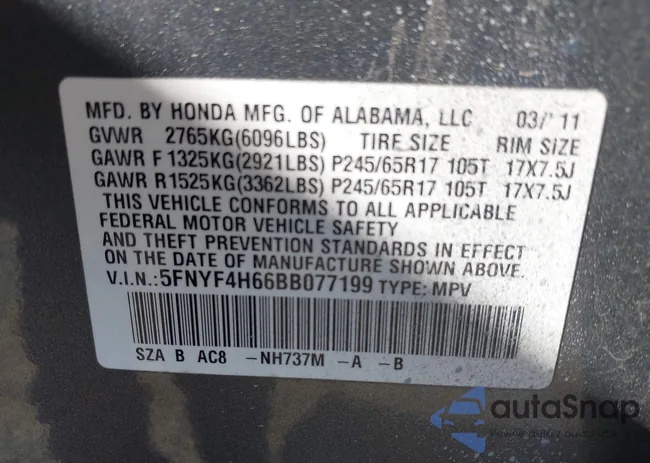 MFD. BY HONDA MFG. OF ALABAMA, LLC 03/'11
GVWR 2765KG(6096LBS) TIRE SIZE RIM SIZE
GAWR F 1325KG(2921LBS) P245/65R17 105T 17X7.5J
GAWR R1525KG(3362LBS) P245/65R17 105T 17X7.5J
THIS VEHICLE CONFORMS TO ALL APPLICABLE
FEDERAL MOTOR VEHICLE SAFETY
AND THEFT PREVENTION STANDARDS IN EFFECT
ON THE DATE OF MANUFACTURE SHOWN ABOVE.
V.I.N.:5FNYF4H66BB077199 TYPE: MPV
SZA B AC8 -NH737M -A -B
autaSnap